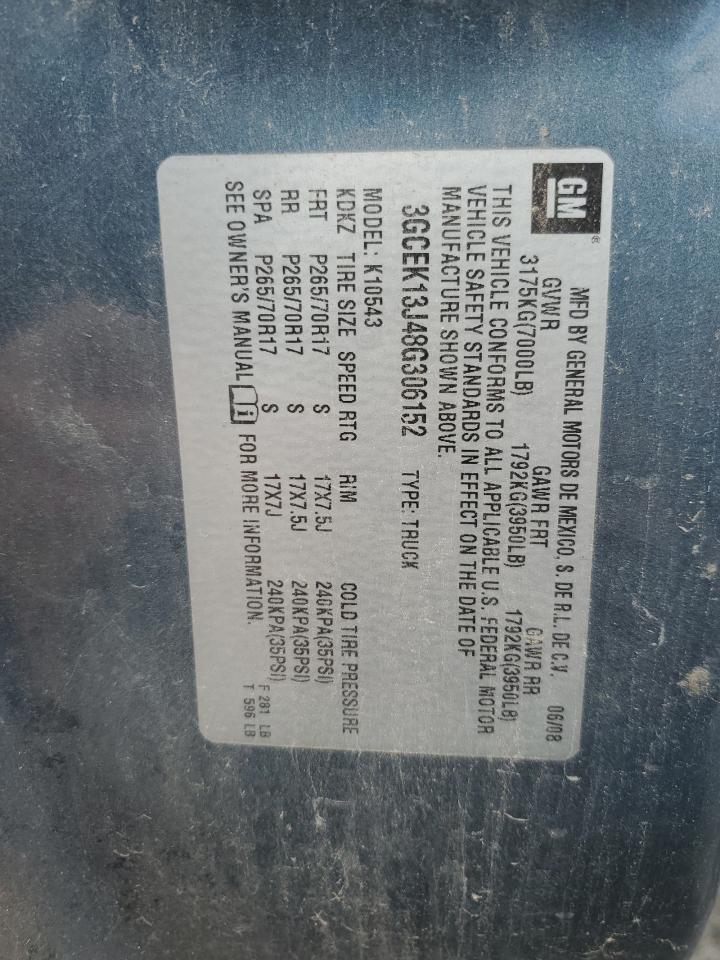 GM®
MFD BY GENERAL MOTORS DE MEXICO, S. DE R.L. DE C.V. 06/08
GVWR GAWR FRT GAWR RR
3175KG(7000LB) 1792KG(3950LB) 1792KG(3950LB)
THIS VEHICLE CONFORMS TO ALL APPLICABLE U.S. FEDERAL MOTOR
VEHICLE SAFETY STANDARDS IN EFFECT ON THE DATE OF
MANUFACTURE SHOWN ABOVE.
3GCEK13J48G306152 TYPE: TRUCK
MODEL: K10543
KDKZ TIRE SIZE SPEED RTG RIM COLD TIRE PRESSURE
FRT P265/70R17 S 17X7.5J 240KPA(35PSI)
RR P265/70R17 S 17X7.5J 240KPA(35PSI)
SPA P265/70R17 S 17X7J 240KPA(35PSI) F 281 LB
SEE OWNER'S MANUAL i FOR MORE INFORMATION. T 596 LB